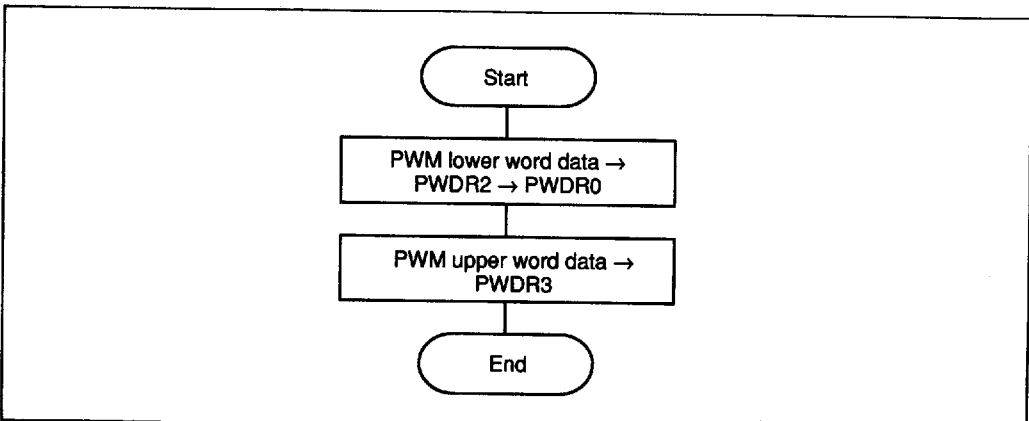 Start
PWM lower word data →
PWDR2 → PWDR0
PWM upper word data →
PWDR3
End